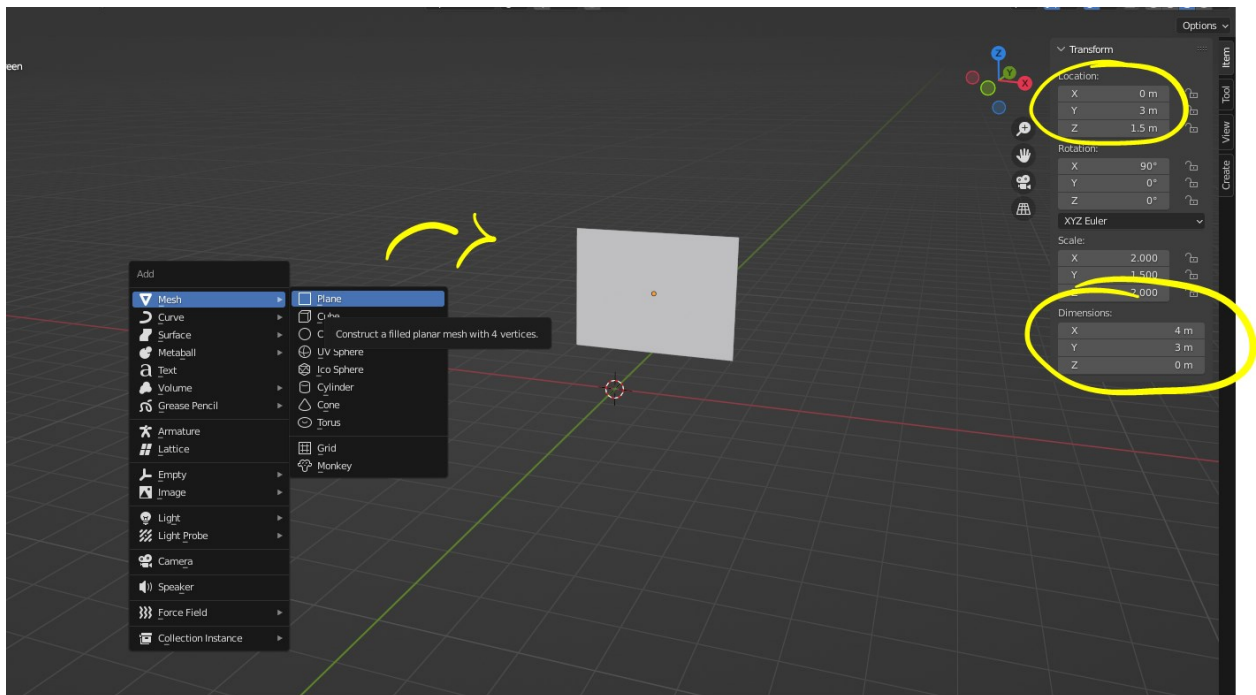 Options
een
Transform
Item
Tool
View
Create
Z
Y
X
Location:
X 0 m
Y 3 m
Z 1.5 m
Rotation:
X 90°
Y 0°
Z 0°
XYZ Euler
Scale:
X 2.000
Y 1.500
2.000
Dimensions:
X 4 m
Y 3 m
Z 0 m
Add
Mesh
Curve
Surface
Metaball
Text
Volume
Grease Pencil
Armature
Lattice
Empty
Image
Light
Light Probe
Camera
Speaker
Force Field
Collection Instance
Plane
Cube
C Construct a filled planar mesh with 4 vertices.
UV Sphere
Ico Sphere
Cylinder
Cone
Torus
Grid
Monkey